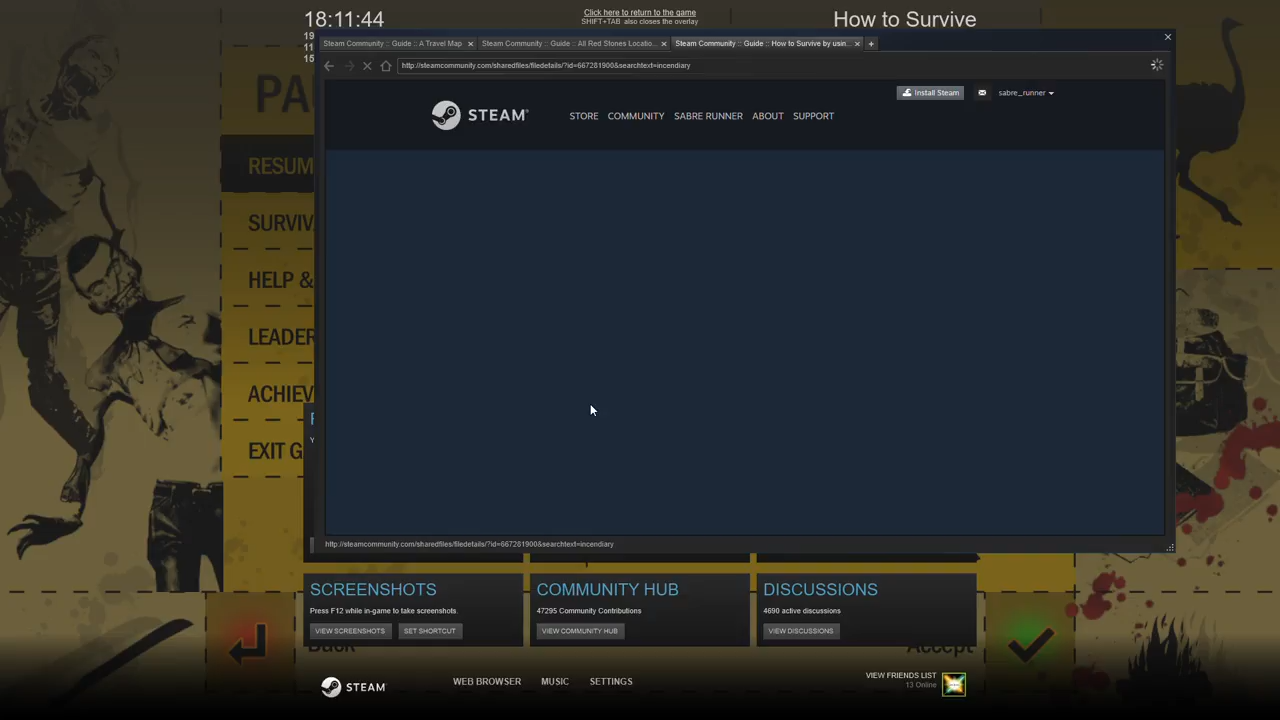 18:11:44
Click here to return to the game
SHIFT+TAB also closes the overlay
How to Survive
Steam Community :: Guide :: A Travel Map
Steam Community :: Guide :: All Red Stones Locatio...
Steam Community :: Guide :: How to Survive by usin...
http://steamcommunity.com/sharedfiles/filedetails/?id=667281900&searchtext=incendiary
Install Steam
sabre_runner
STEAM
STORE
COMMUNITY
SABRE RUNNER
ABOUT
SUPPORT
PA
RESUM
SURVIV
HELP &
LEADER
ACHIEV
EXIT G
http://steamcommunity.com/sharedfiles/filedetails/?id=667281900&searchtext=incendiary
SCREENSHOTS
Press F12 while in-game to take screenshots.
VIEW SCREENSHOTS
SET SHORTCUT
COMMUNITY HUB
47295 Community Contributions
VIEW COMMUNITY HUB
DISCUSSIONS
4690 active discussions
VIEW DISCUSSIONS
Back
Accept
STEAM
WEB BROWSER
MUSIC
SETTINGS
VIEW FRIENDS LIST
13 Online